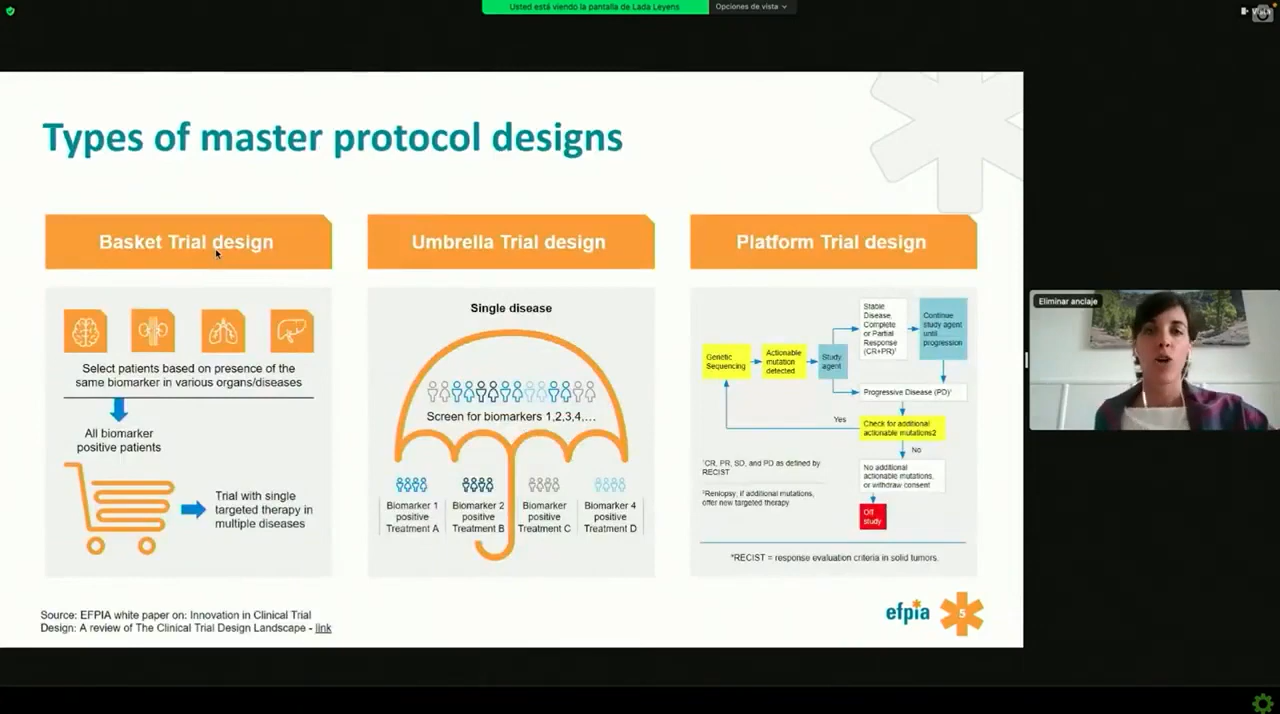 Usted está viendo la pantalla de Lada Leyens
Opciones de vista
Types of master protocol designs
Basket Trial design
Select patients based on presence of the
same biomarker in various organs/diseases
All biomarker
positive patients
Trial with single
targeted therapy in
multiple diseases
Umbrella Trial design
Single disease
Screen for biomarkers 1,2,3,4,...
Biomarker 1
positive
Treatment A
Biomarker 2
positive
Treatment B
Biomarker
positive
Treatment C
Biomarker 4
positive
Treatment D
Platform Trial design
Genetic
Sequencing
Actionable
mutation
detected
Study
agent
Stable
Disease,
Complete
or Partial
Response
(CR+PR)¹
Continue
study agent
until
progression
Progressive Disease (PD)¹
Yes
Check for additional
actionable mutations2
No
No additional
actionable mutations,
or withdraw consent
Off
study
¹CR, PR, SD, and PD as defined by
RECIST
²Reniopsy, if additional mutations,
offer new targeted therapy.
*RECIST = response evaluation criteria in solid tumors.
Source: EFPIA white paper on: Innovation in Clinical Trial
Design: A review of The Clinical Trial Design Landscape - link
efpia
5
Eliminar anclaje